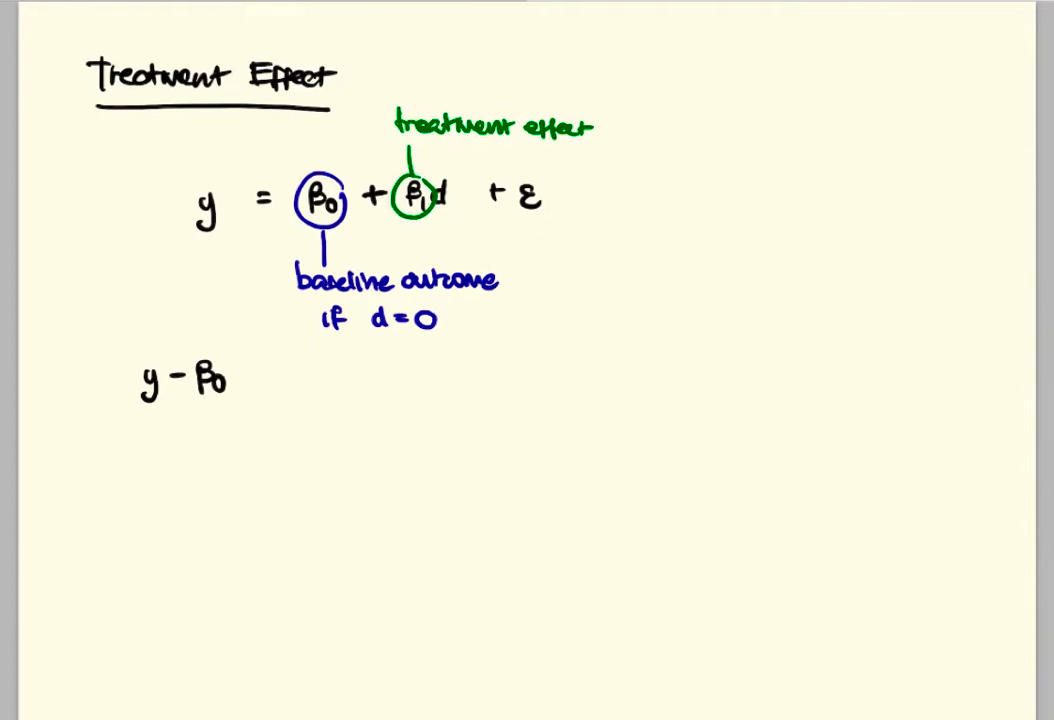 Treatment Effect
treatment effect
y = β₀ + β₁d + ε
baseline outcome
if d=0
y - β₀